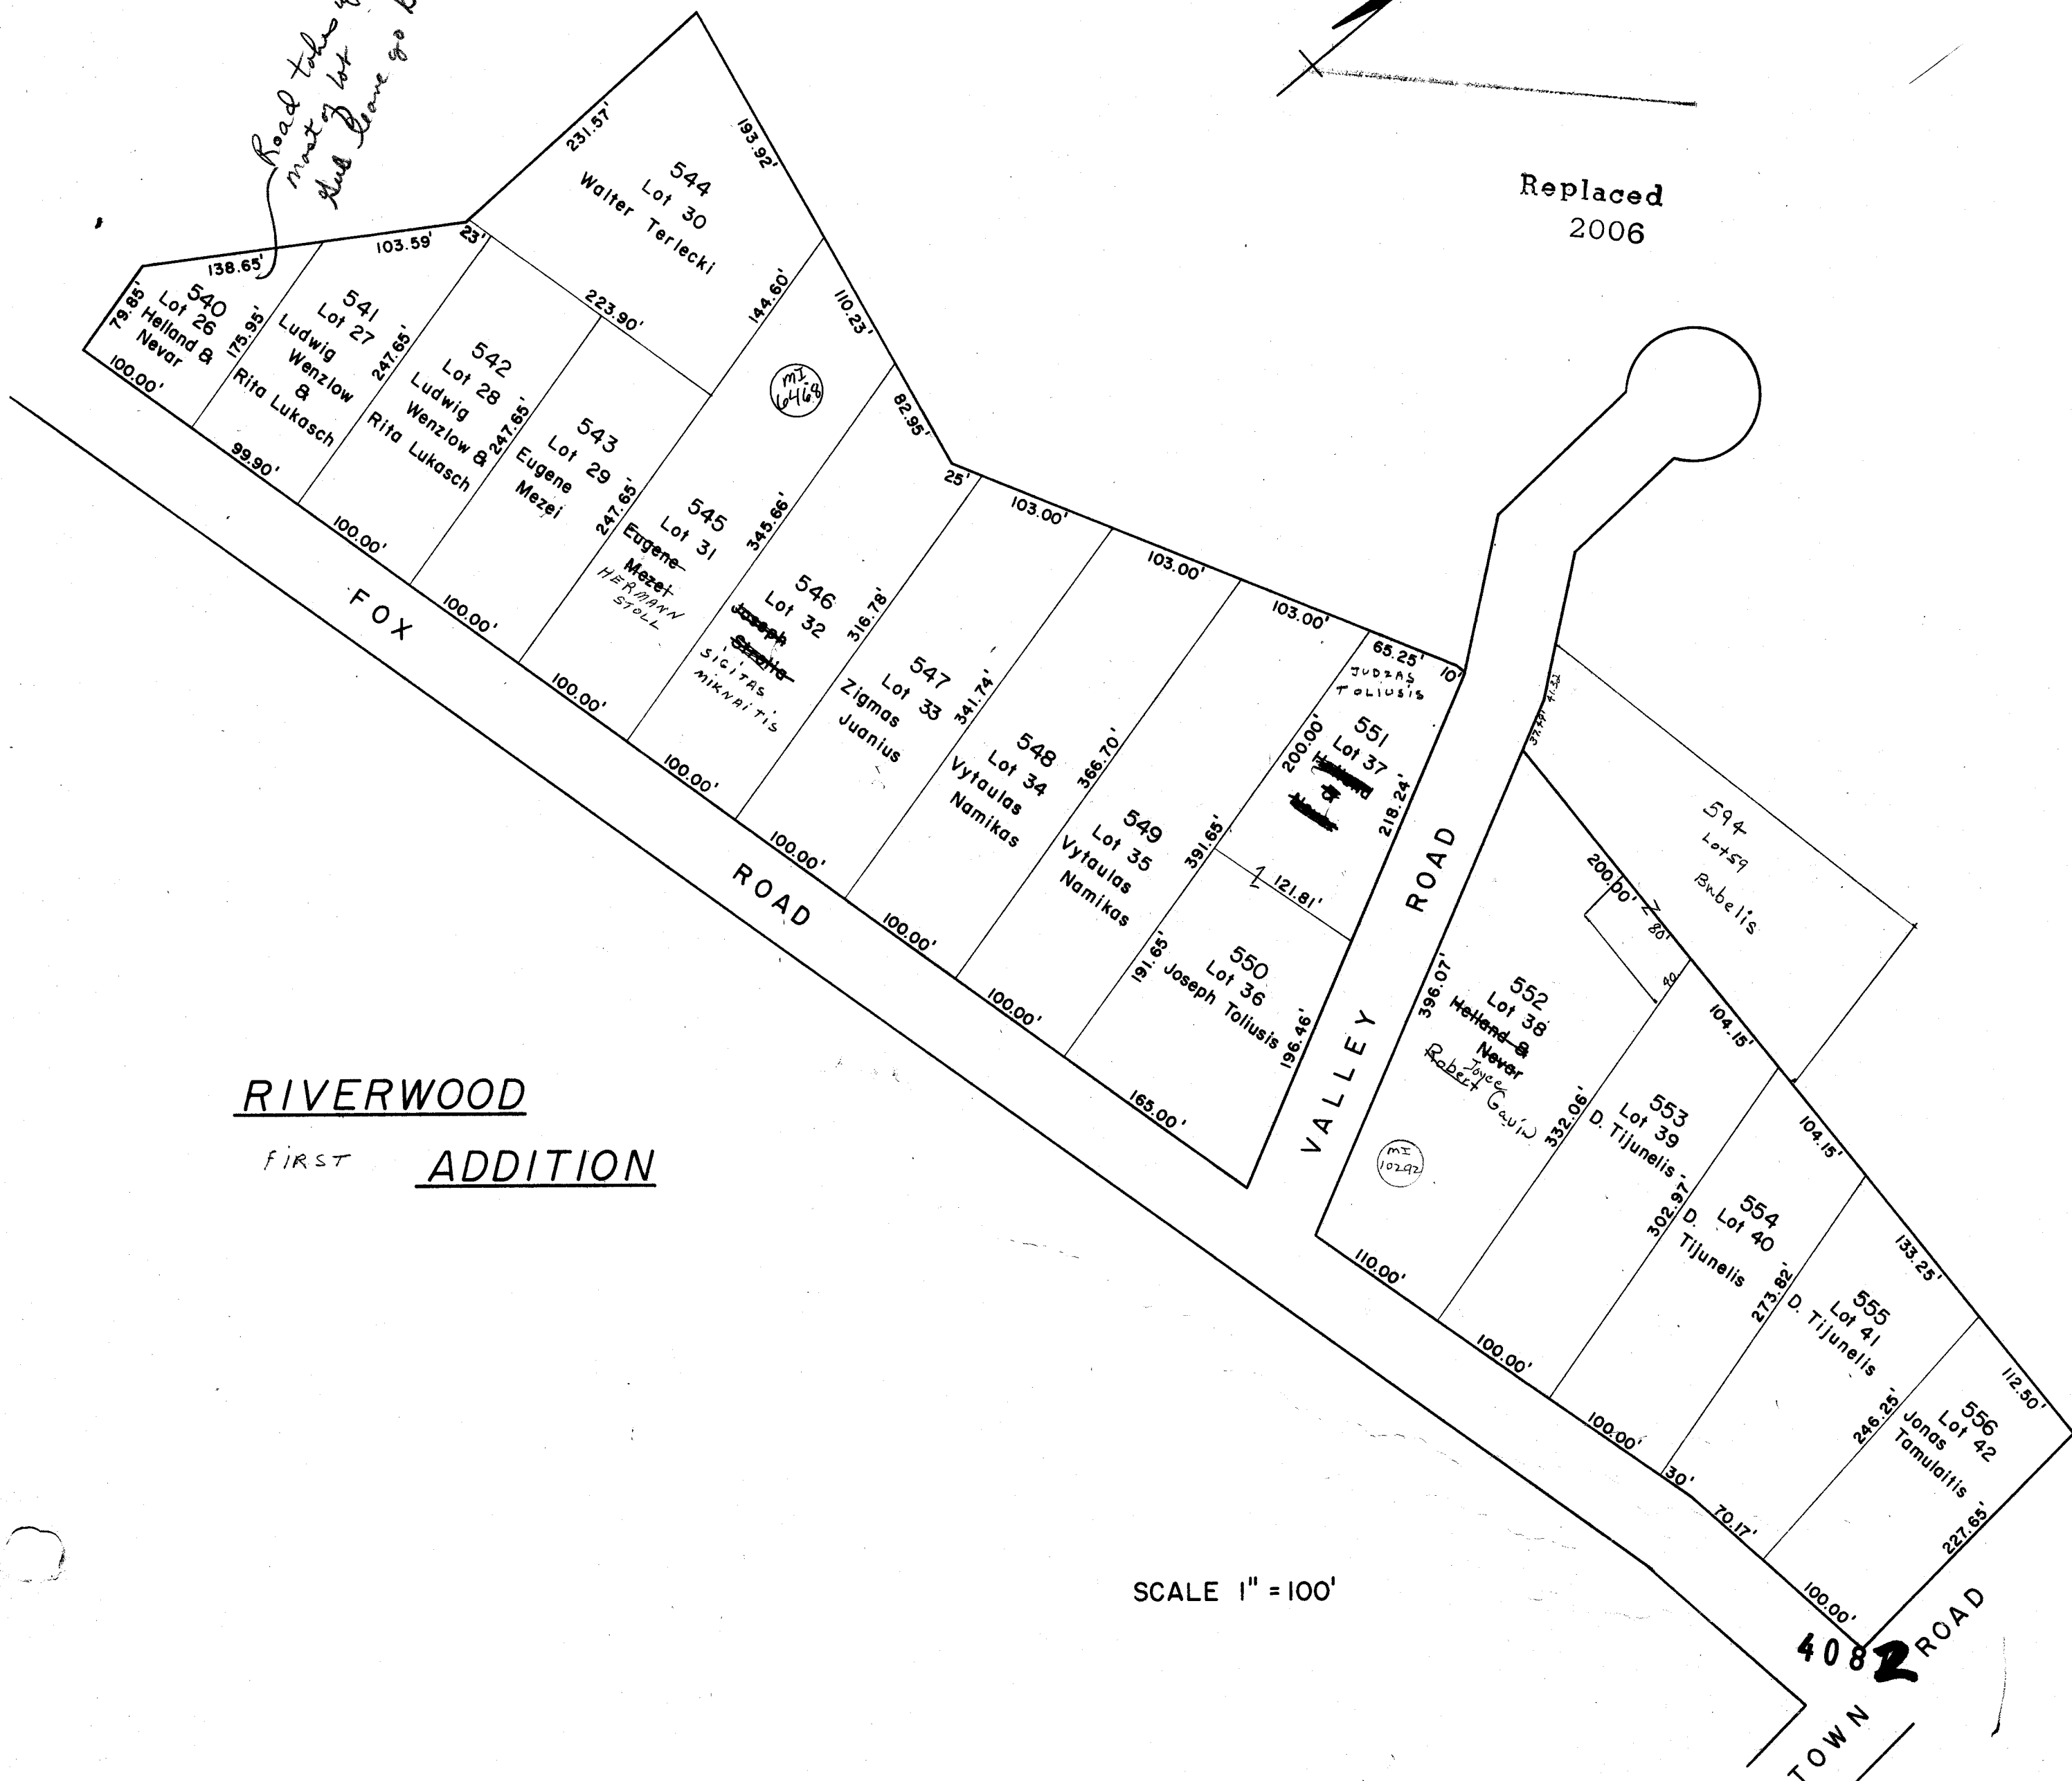 Road takes
most of lot
leave go
Replaced
2006
231.57'
193.92'
544
Lot 30
Walter Terlecki
138.65'
103.59'
23'
223.90'
144.60'
110.23'
79.85'
540
Lot 26
Helland &
Nevar
100.00'
175.95'
541
Lot 27
Ludwig
Wenzlow
&
Rita Lukasch
99.90'
247.65'
542
Lot 28
Ludwig
Wenzlow &
Rita Lukasch
100.00'
247.65'
543
Lot 29
Eugene
Mezei
100.00'
247.65'
MI
6468
82.95'
545
Lot 31
Eugene
Mezei
HERMANN
STOLL
100.00'
345.66'
25'
546
Lot 32
Joseph
SIGITAS
MIKNAITIS
100.00'
316.78'
103.00'
547
Lot 33
Zigmas
Juanius
100.00'
341.74'
103.00'
548
Lot 34
Vytaulas
Namikas
100.00'
366.70'
103.00'
549
Lot 35
Vytaulas
Namikas
100.00'
391.65'
65.25'
10'
JUDZAS
TOLIUSIS
200.00'
551
Lot 37
218.24'
121.81'
550
Lot 36
Joseph Toliusis
191.65'
196.46'
165.00'
FOX
ROAD
VALLEY
ROAD
37.49'
41.32
594
Lot 59
Bubelis
200.00'
80'
90
396.07'
552
Lot 38
Helland &
Nevar
Joyce
Robert Gavin
MI
10292
110.00'
332.06'
104.15'
553
Lot 39
D. Tijunelis
100.00'
302.97'
104.15'
554
Lot 40
D.
Tijunelis
100.00'
273.82'
133.25'
555
Lot 41
D. Tijunelis
30'
70.17'
246.25'
112.50'
556
Lot 42
Jonas
Tamulaitis
227.65'
100.00'
RIVERWOOD
FIRST ADDITION
SCALE 1" = 100'
4082
TOWN ROAD